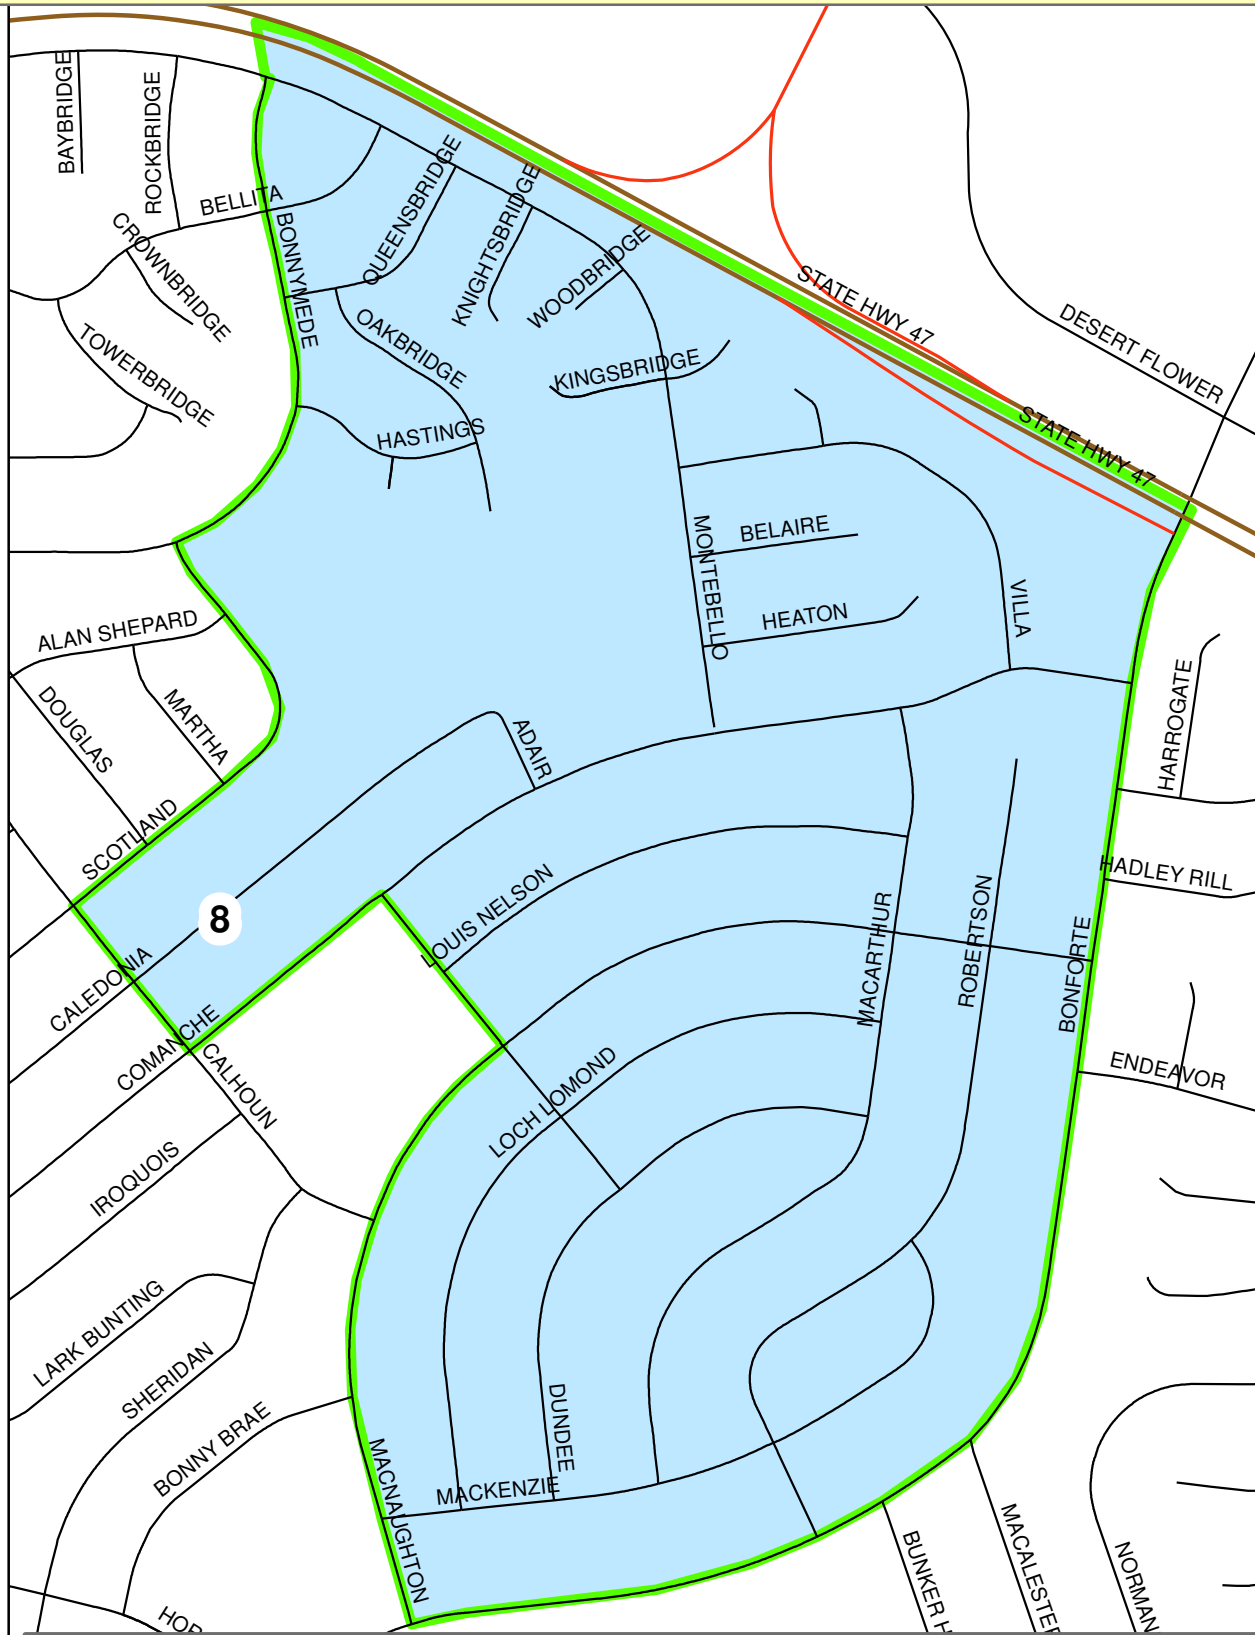 BAYBRIDGE
ROCKBRIDGE
BELLITA
CROWNBRIDGE
TOWERBRIDGE
BONNYMEDE
QUEENSBRIDGE
KNIGHTSBRIDGE
WOODBRIDGE
OAKBRIDGE
KINGSBRIDGE
HASTINGS
STATE HWY 47
STATE HWY 47
DESERT FLOWER
MONTEBELLO
BELAIRE
HEATON
VILLA
ALAN SHEPARD
DOUGLAS
MARTHA
SCOTLAND
ADAIR
HARROGATE
HADLEY RILL
8
LOUIS NELSON
MACARTHUR
ROBERTSON
BONFORTE
CALEDONIA
COMANCHE
CALHOUN
ENDEAVOR
LOCH LOMOND
IROQUOIS
LARK BUNTING
SHERIDAN
BONNY BRAE
DUNDEE
MACKENZIE
MACNAUGHTON
BUNKER H
MACALESTER
NORMAN
HOP